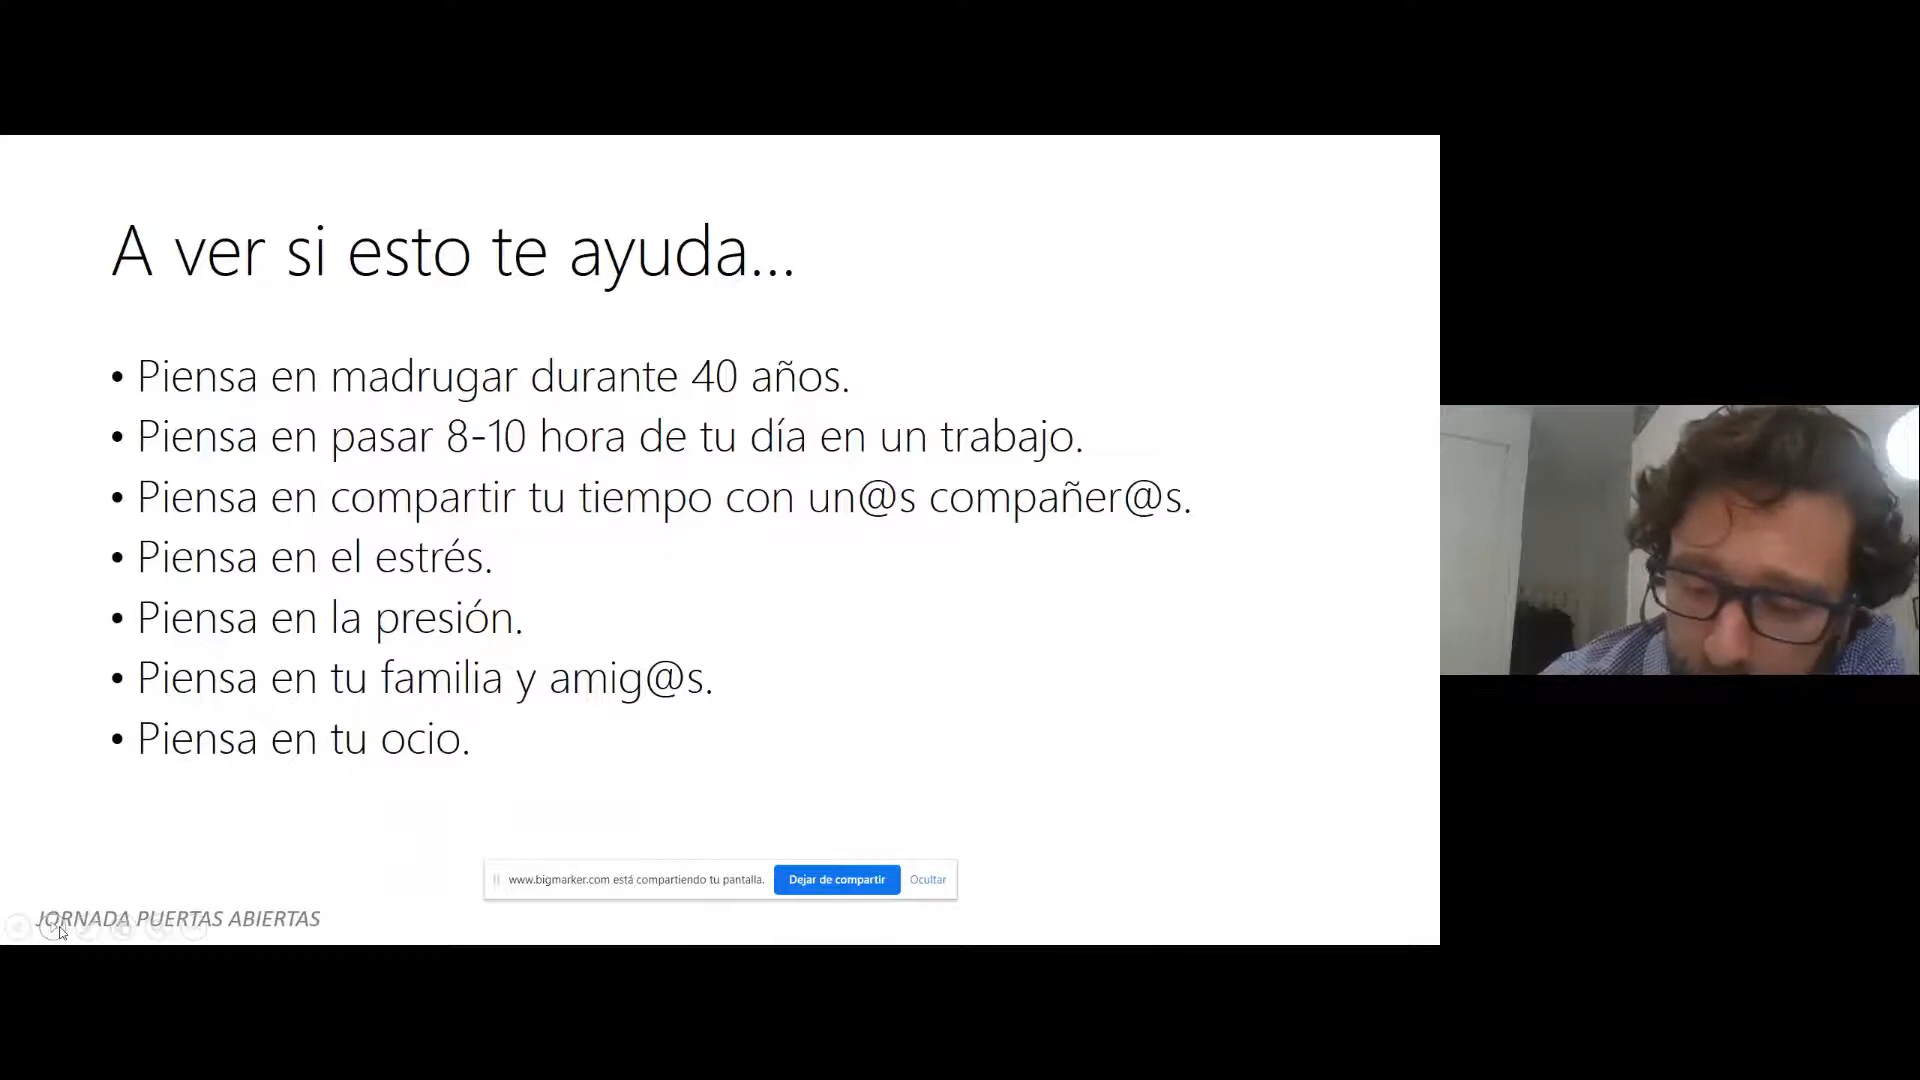 A ver si esto te ayuda...
• Piensa en madrugar durante 40 años.
• Piensa en pasar 8-10 hora de tu día en un trabajo.
• Piensa en compartir tu tiempo con un@s compañer@s.
• Piensa en el estrés.
• Piensa en la presión.
• Piensa en tu familia y amig@s.
• Piensa en tu ocio.
www.bigmarker.com está compartiendo tu pantalla. Dejar de compartir Ocultar
JORNADA PUERTAS ABIERTAS